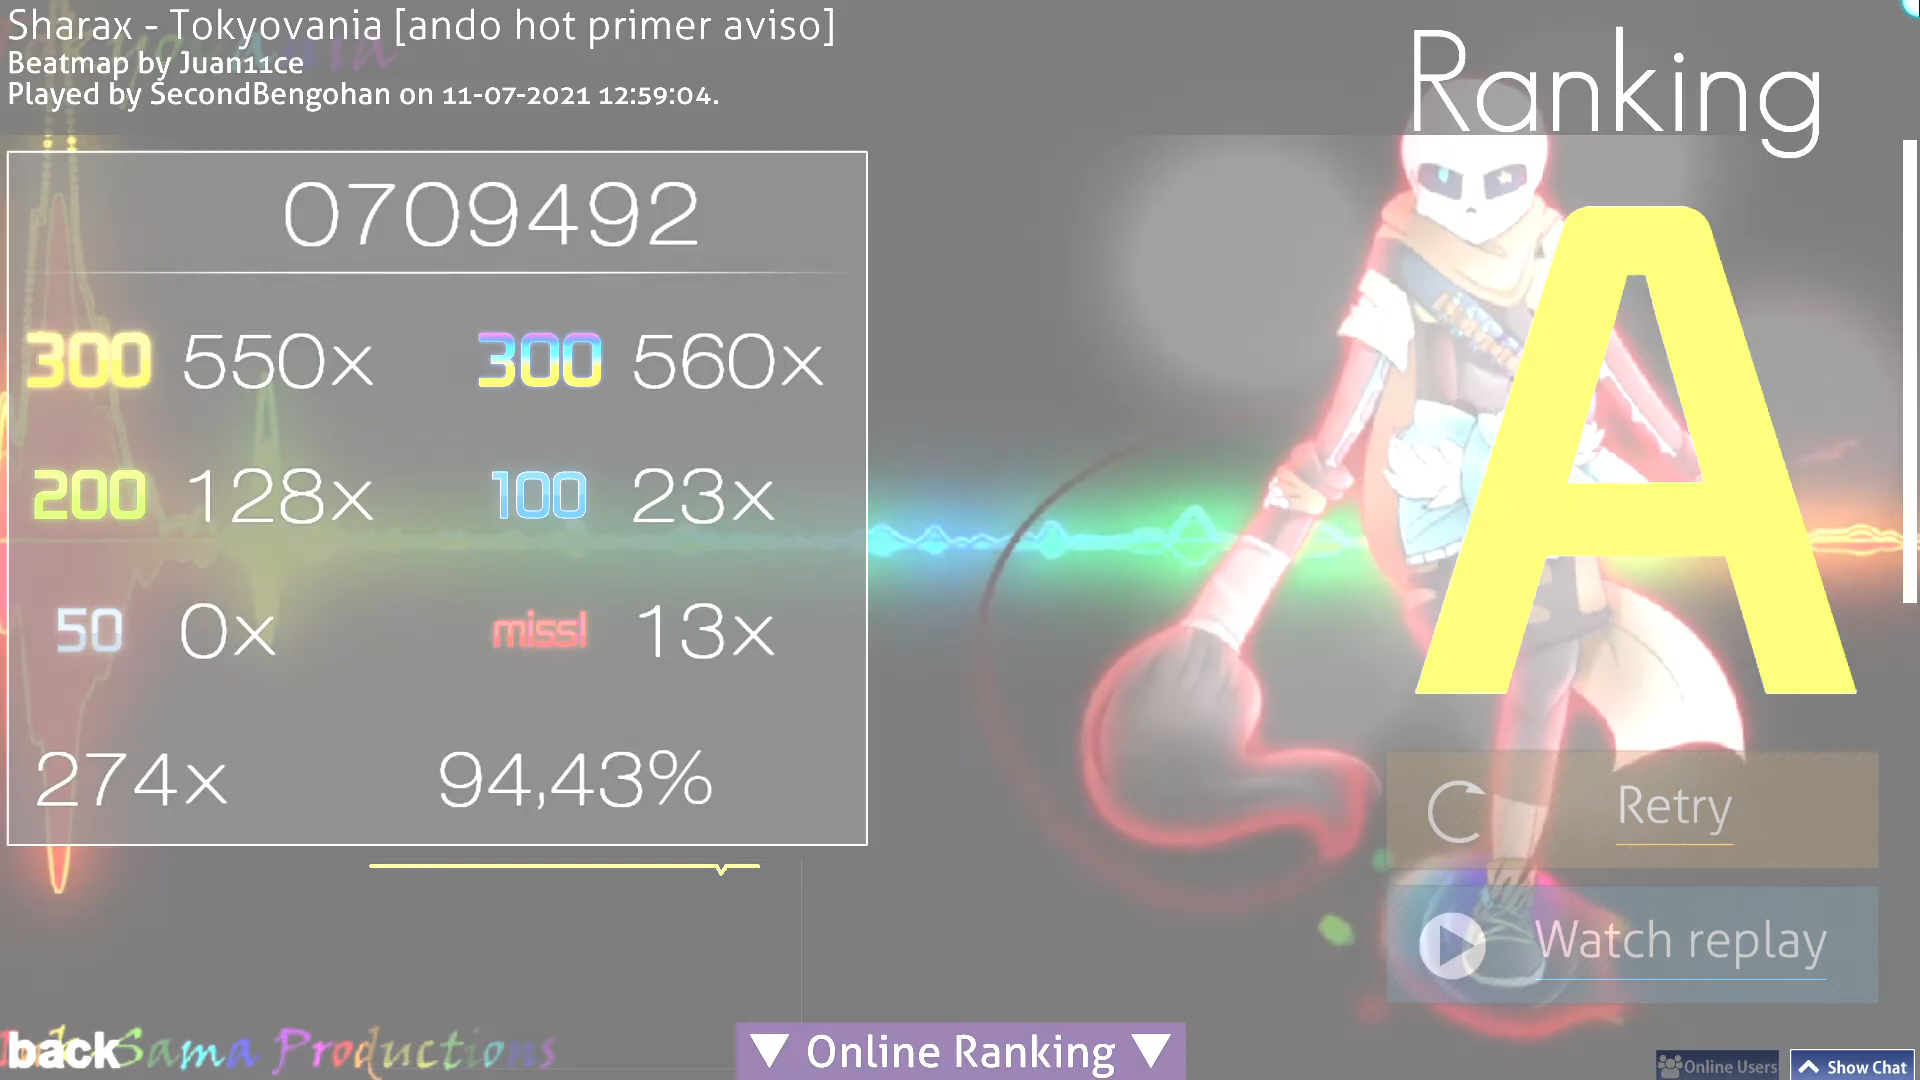 Sharax - Tokyovania [ando hot primer aviso]
Beatmap by Juan11ce
Played by SecondBengohan on 11-07-2021 12:59:04.
Ranking
0709492
300 550x 300 560x
200 128x 100 23x
50 0x miss! 13x
274x 94,43%
A
Retry
Watch replay
back
Sama Productions
▼ Online Ranking ▼
Online Users
Show Chat